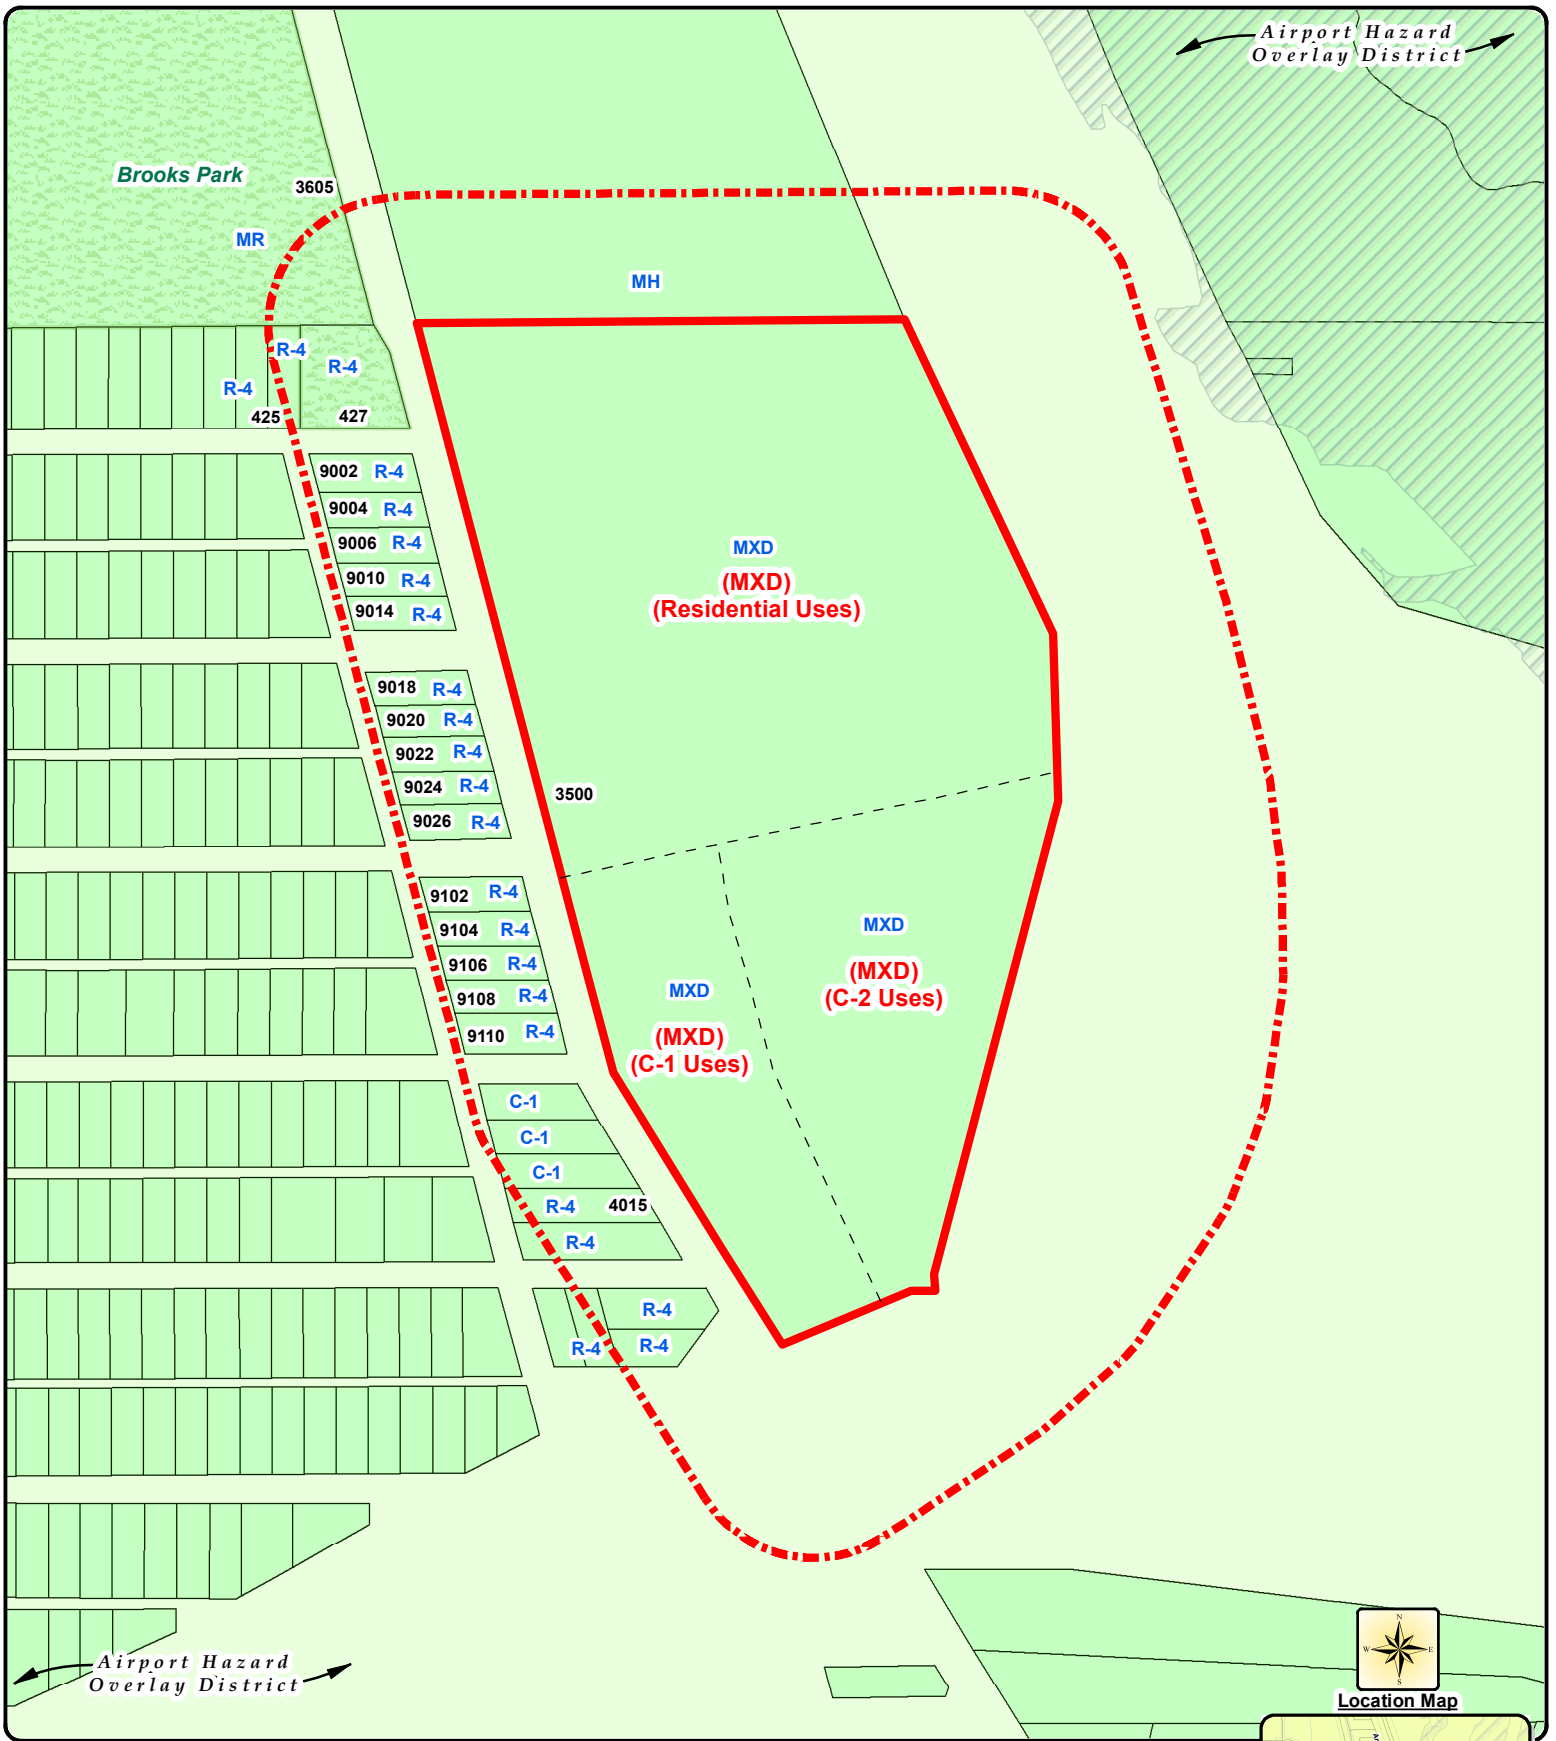 Airport Hazard
Overlay District
Brooks Park
3605
MR
MH
R-4
R-4
R-4
425
427
9002 R-4
9004 R-4
9006 R-4
9010 R-4
9014 R-4
MXD
(MXD)
(Residential Uses)
9018 R-4
9020 R-4
9022 R-4
9024 R-4
9026 R-4
3500
9102 R-4
9104 R-4
9106 R-4
9108 R-4
9110 R-4
MXD
(MXD)
(C-2 Uses)
MXD
(MXD)
(C-1 Uses)
C-1
C-1
C-1
R-4 4015
R-4
R-4
R-4
R-4
Airport Hazard
Overlay District
N
W E
S
Location Map